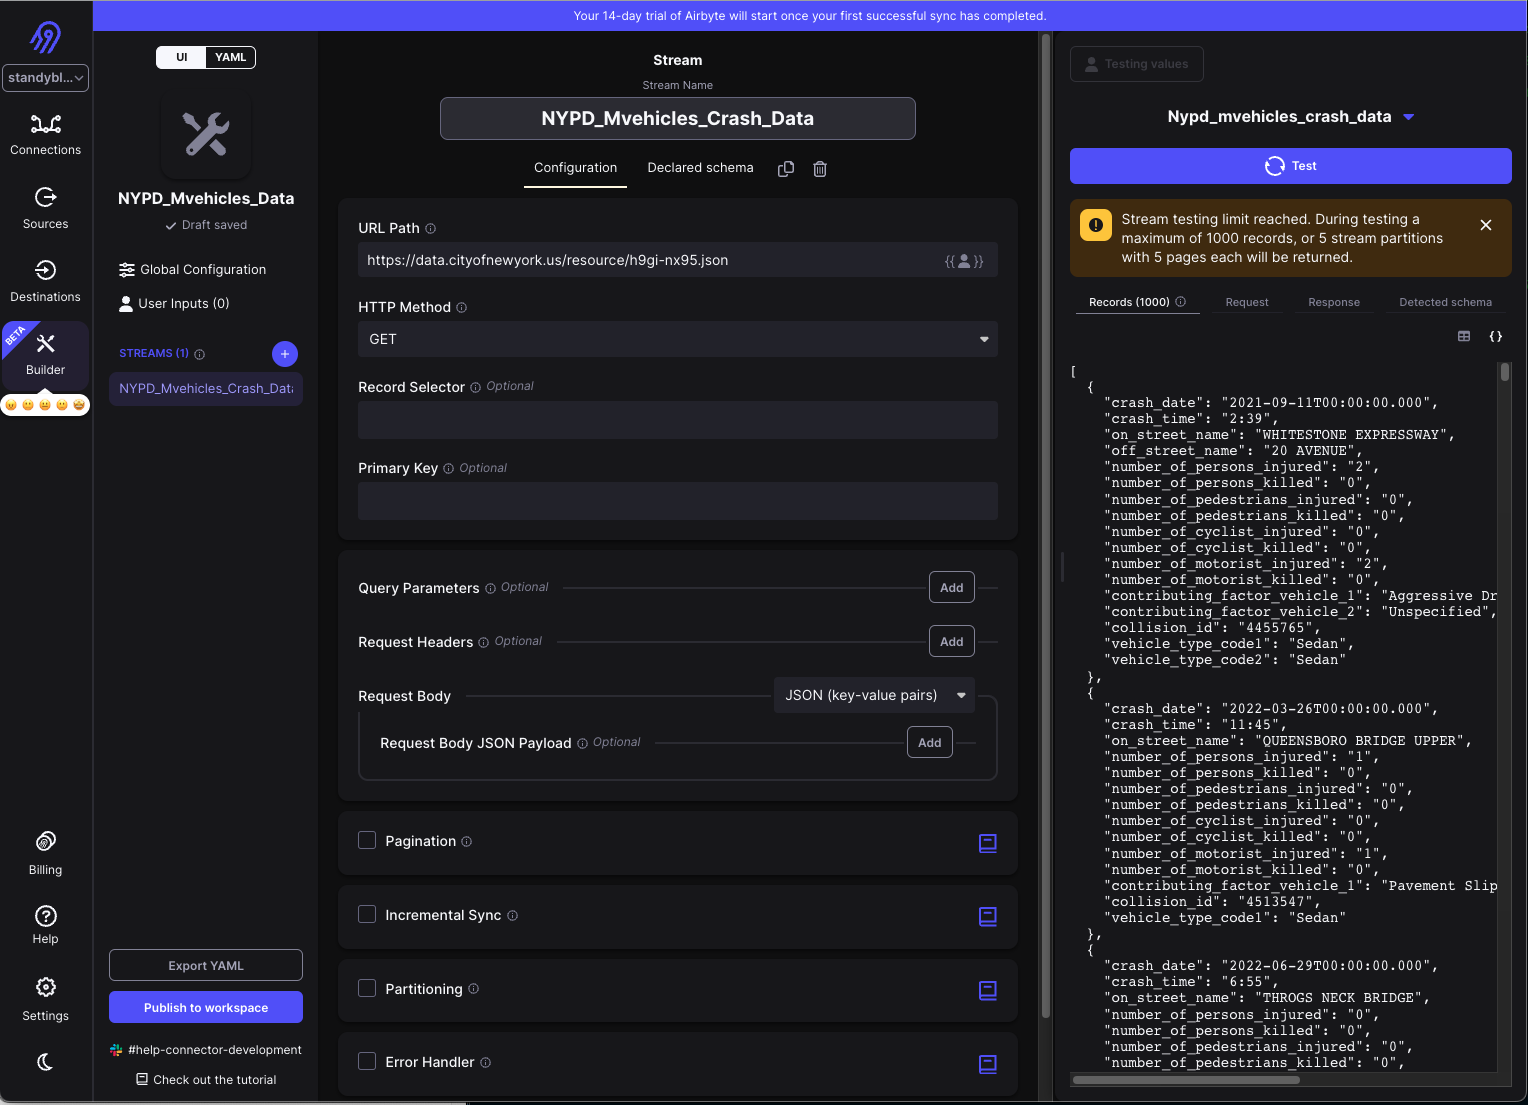 Your 14-day trial of Airbyte will start once your first successful sync has completed.
standybl...
Connections
Sources
Destinations
BETA
Builder
Billing
Help
Settings
UI
YAML
NYPD_Mvehicles_Data
Draft saved
Global Configuration
User Inputs (0)
STREAMS (1)
+
NYPD_Mvehicles_Crash_Data
Export YAML
Publish to workspace
#help-connector-development
Check out the tutorial
Stream
Stream Name
NYPD_Mvehicles_Crash_Data
Configuration
Declared schema
URL Path
https://data.cityofnewyork.us/resource/h9gi-nx95.json
{{ }}
HTTP Method
GET
Record Selector Optional
Primary Key Optional
Query Parameters Optional
Add
Request Headers Optional
Add
Request Body
JSON (key-value pairs)
Request Body JSON Payload Optional
Add
Pagination
Incremental Sync
Partitioning
Error Handler
Testing values
Nypd_mvehicles_crash_data
Test
Stream testing limit reached. During testing a
maximum of 1000 records, or 5 stream partitions
with 5 pages each will be returned.
Records (1000)
Request
Response
Detected schema
{}
[
{
"crash_date": "2021-09-11T00:00:00.000",
"crash_time": "2:39",
"on_street_name": "WHITESTONE EXPRESSWAY",
"off_street_name": "20 AVENUE",
"number_of_persons_injured": "2",
"number_of_persons_killed": "0",
"number_of_pedestrians_injured": "0",
"number_of_pedestrians_killed": "0",
"number_of_cyclist_injured": "0",
"number_of_cyclist_killed": "0",
"number_of_motorist_injured": "2",
"number_of_motorist_killed": "0",
"contributing_factor_vehicle_1": "Aggressive Dr
"contributing_factor_vehicle_2": "Unspecified",
"collision_id": "4455765",
"vehicle_type_code1": "Sedan",
"vehicle_type_code2": "Sedan"
},
{
"crash_date": "2022-03-26T00:00:00.000",
"crash_time": "11:45",
"on_street_name": "QUEENSBORO BRIDGE UPPER",
"number_of_persons_injured": "1",
"number_of_persons_killed": "0",
"number_of_pedestrians_injured": "0",
"number_of_pedestrians_killed": "0",
"number_of_cyclist_injured": "0",
"number_of_cyclist_killed": "0",
"number_of_motorist_injured": "1",
"number_of_motorist_killed": "0",
"contributing_factor_vehicle_1": "Pavement Slip
"collision_id": "4513547",
"vehicle_type_code1": "Sedan"
},
{
"crash_date": "2022-06-29T00:00:00.000",
"crash_time": "6:55",
"on_street_name": "THROGS NECK BRIDGE",
"number_of_persons_injured": "0",
"number_of_persons_killed": "0",
"number_of_pedestrians_injured": "0",
"number_of_pedestrians_killed": "0",